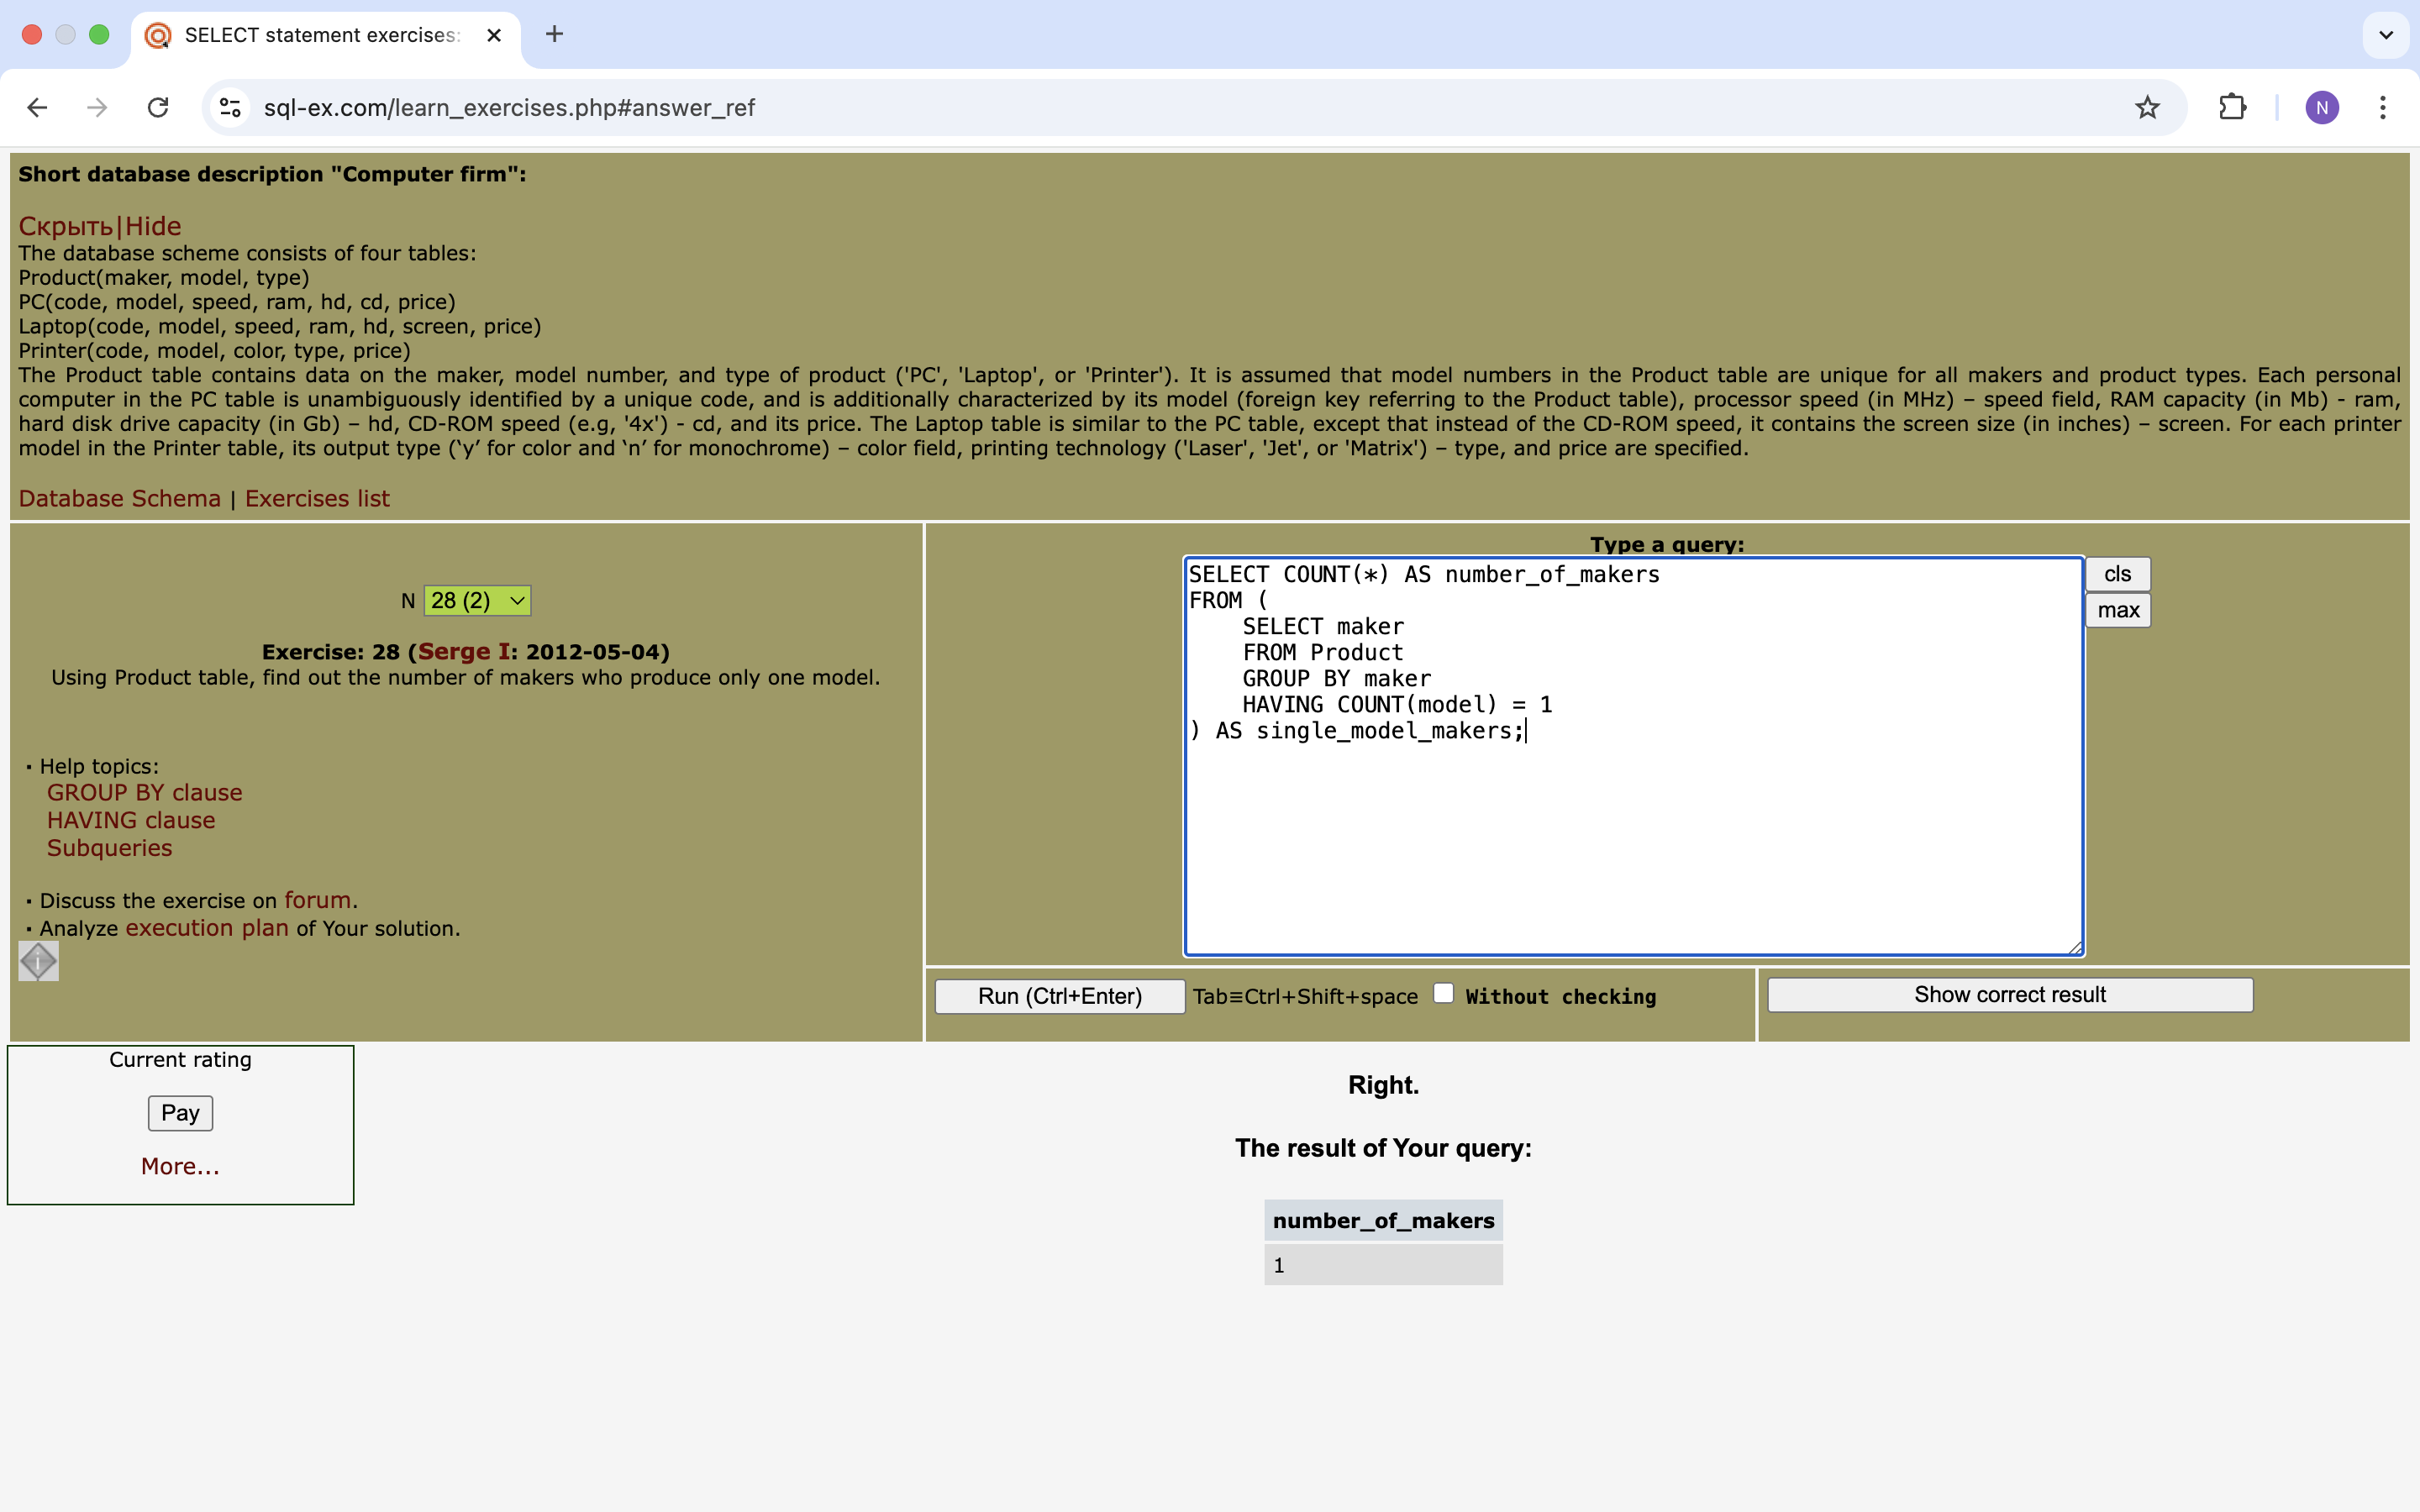 SELECT statement exercises:
sql-ex.com/learn_exercises.php#answer_ref
N
Short database description "Computer firm":
Скрыть|Hide
The database scheme consists of four tables:
Product(maker, model, type)
PC(code, model, speed, ram, hd, cd, price)
Laptop(code, model, speed, ram, hd, screen, price)
Printer(code, model, color, type, price)
The Product table contains data on the maker, model number, and type of product ('PC', 'Laptop', or 'Printer'). It is assumed that model numbers in the Product table are unique for all makers and product types. Each personal
computer in the PC table is unambiguously identified by a unique code, and is additionally characterized by its model (foreign key referring to the Product table), processor speed (in MHz) – speed field, RAM capacity (in Mb) - ram,
hard disk drive capacity (in Gb) – hd, CD-ROM speed (e.g, '4x') - cd, and its price. The Laptop table is similar to the PC table, except that instead of the CD-ROM speed, it contains the screen size (in inches) – screen. For each printer
model in the Printer table, its output type (‘y’ for color and ‘n’ for monochrome) – color field, printing technology ('Laser', 'Jet', or 'Matrix') – type, and price are specified.
Database Schema | Exercises list
N 28 (2)
Exercise: 28 (Serge I: 2012-05-04)
Using Product table, find out the number of makers who produce only one model.
· Help topics:
GROUP BY clause
HAVING clause
Subqueries
· Discuss the exercise on forum.
· Analyze execution plan of Your solution.
Type a query:
SELECT COUNT(*) AS number_of_makers
FROM (
    SELECT maker
    FROM Product
    GROUP BY maker
    HAVING COUNT(model) = 1
) AS single_model_makers;
cls
max
Run (Ctrl+Enter) Tab≡Ctrl+Shift+space Without checking
Show correct result
Current rating
Pay
More...
Right.
The result of Your query:
number_of_makers
1